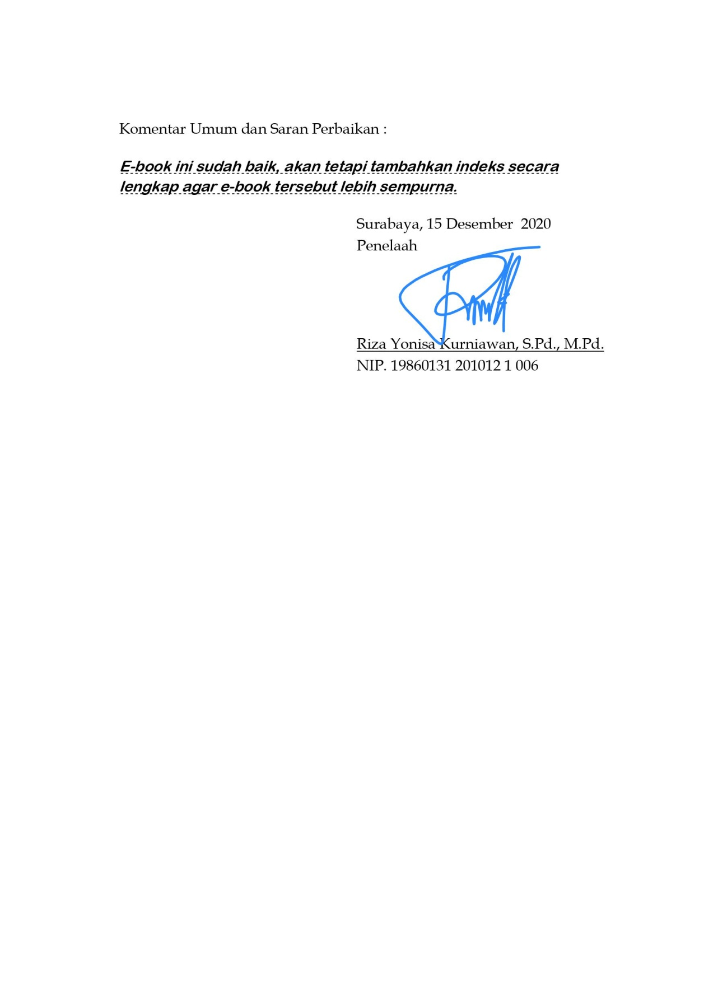 Komentar Umum dan Saran Perbaikan :
E-book ini sudah baik, akan tetapi tambahkan indeks secara
lengkap agar e-book tersebut lebih sempurna.
Surabaya, 15 Desember  2020
Penelaah
Riza Yonisa Kurniawan, S.Pd., M.Pd.
NIP. 19860131 201012 1 006